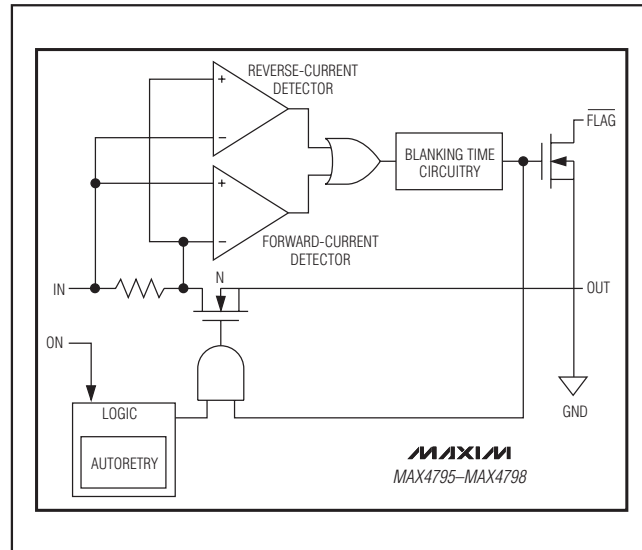 REVERSE-CURRENT
DETECTOR
+
−
FLAG
BLANKING TIME
CIRCUITRY
+
−
FORWARD-CURRENT
DETECTOR
N
IN
OUT
ON
LOGIC
AUTORETRY
GND
MAXIM
MAX4795–MAX4798